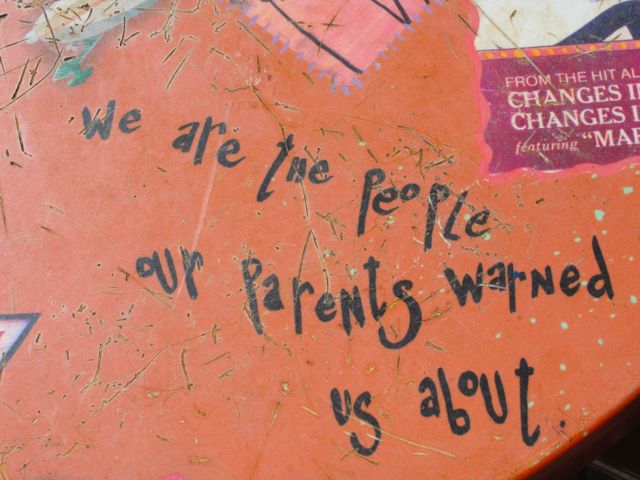 FROM THE HIT AL
CHANGES I
CHANGES I
featuring "MAR
We are the people
our parents warned
us about.